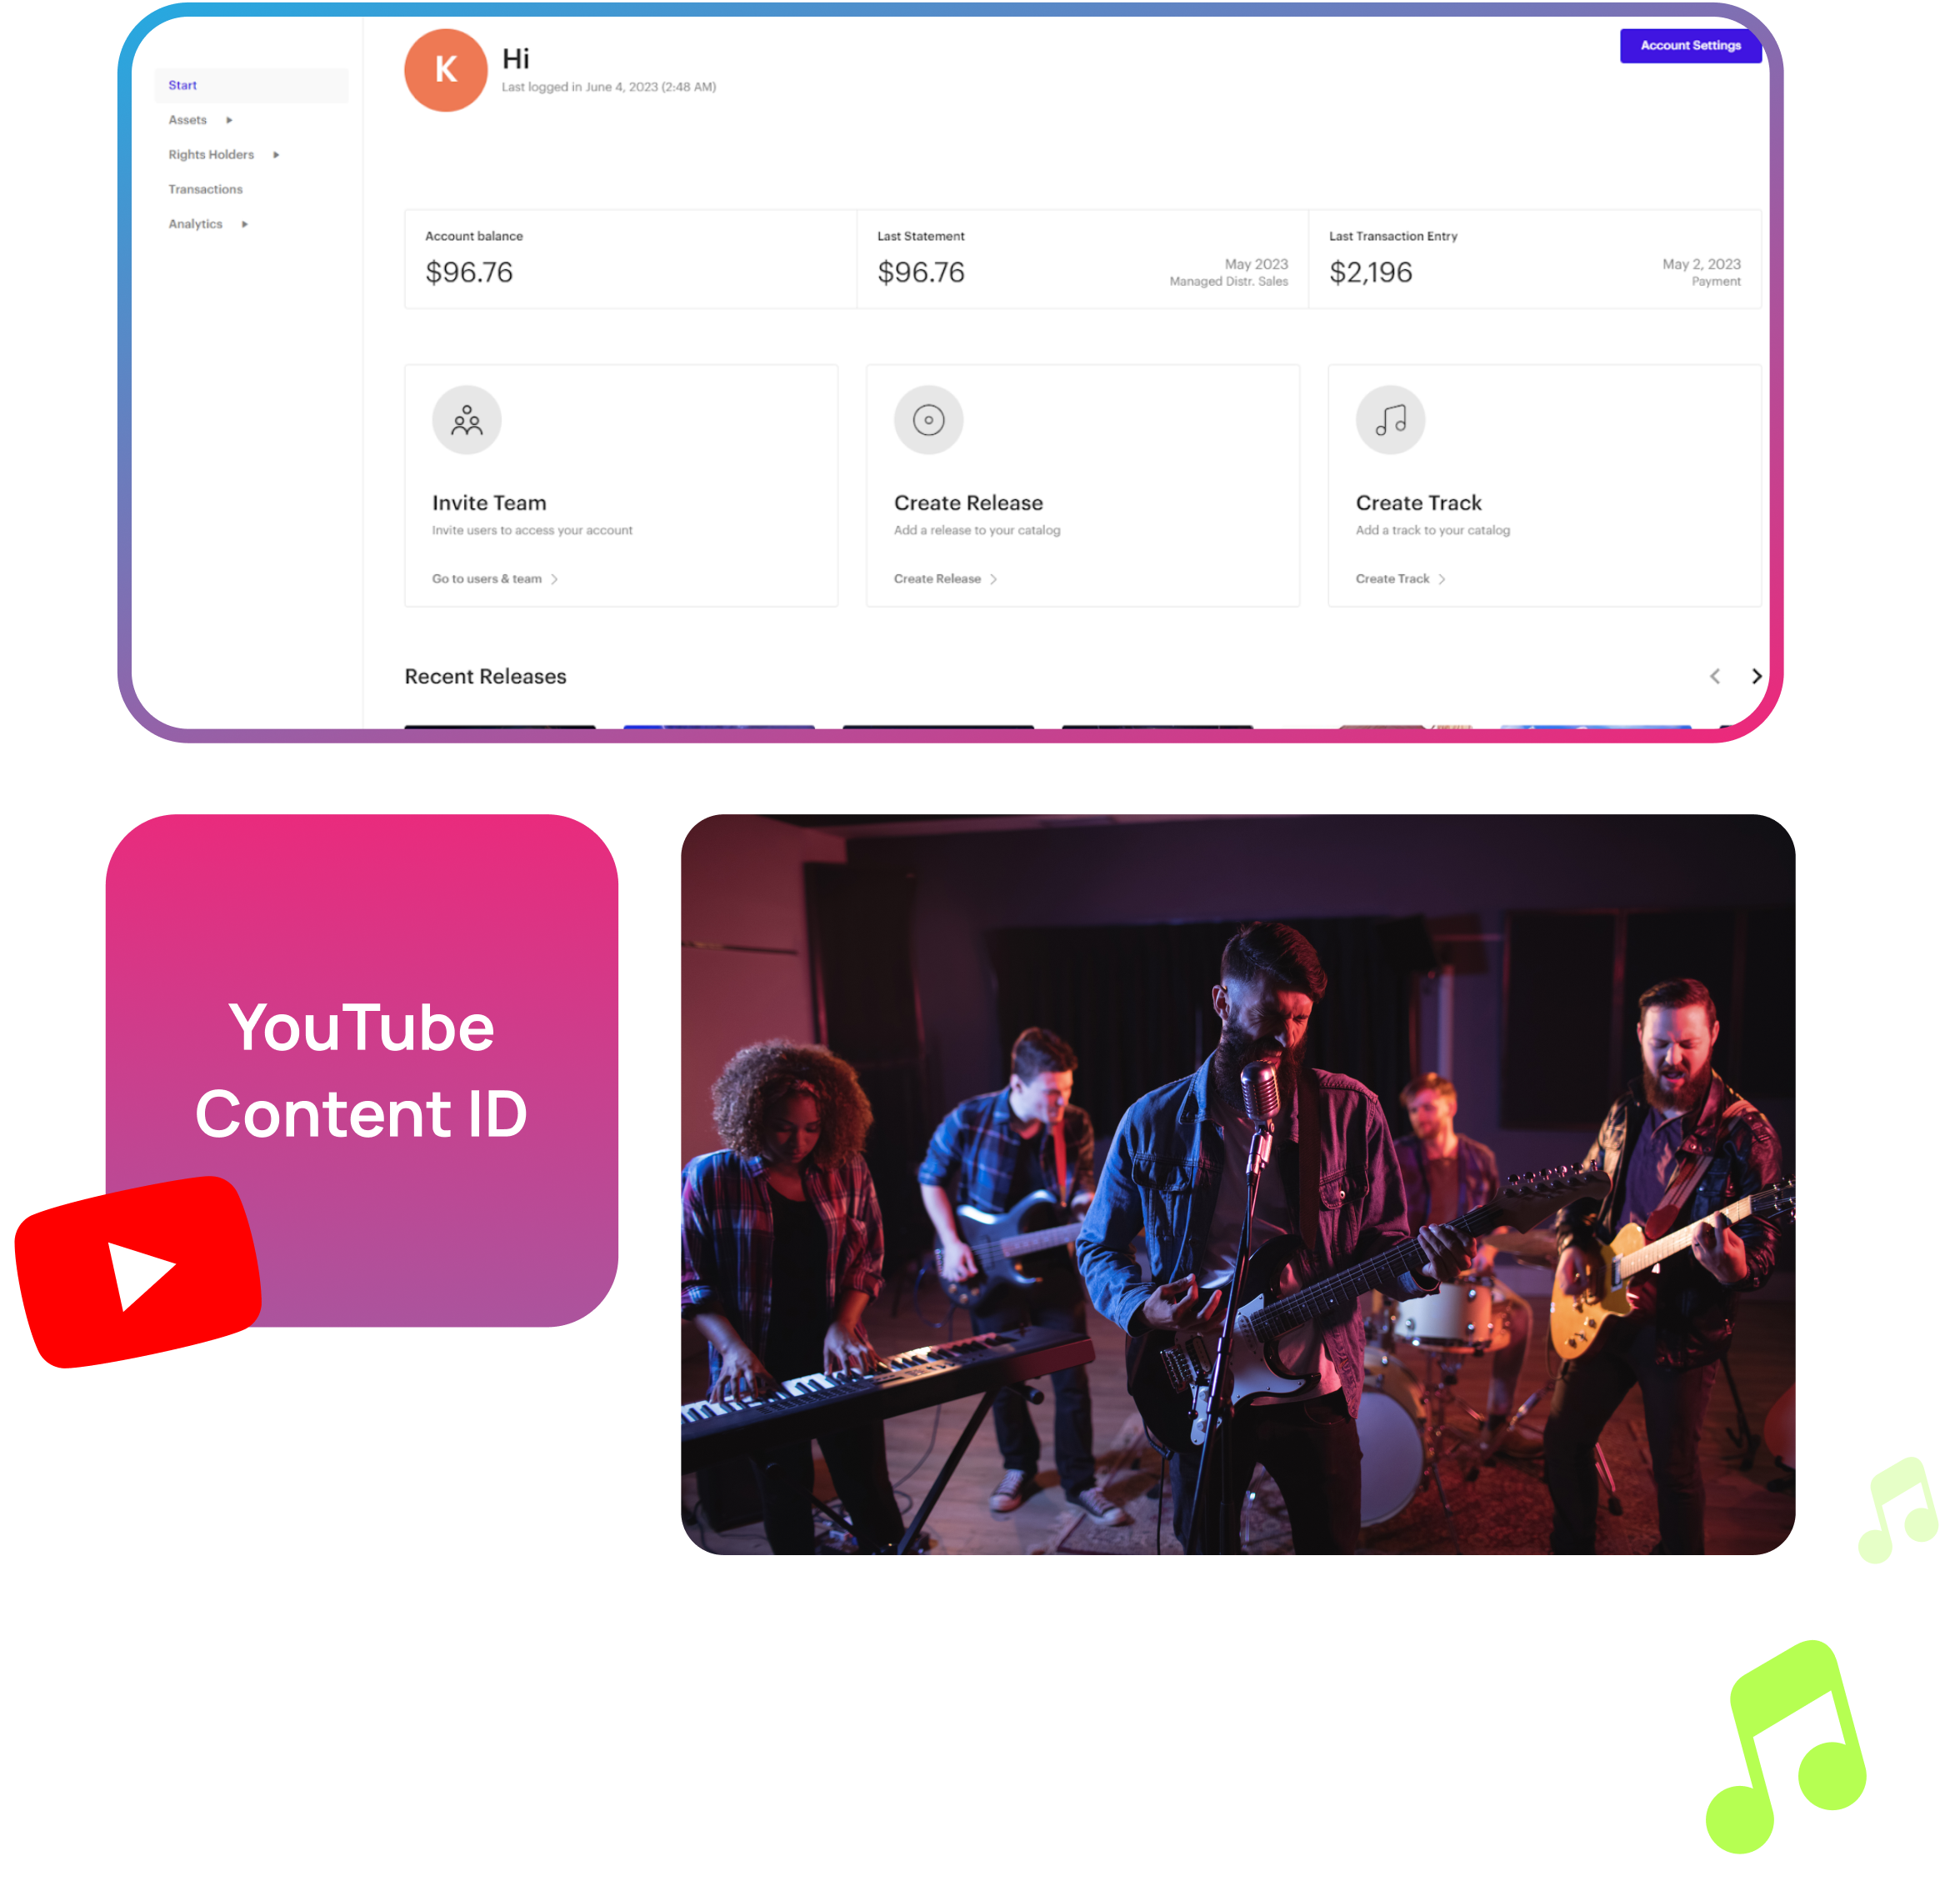 K
Hi
Last logged in June 4, 2023 (2:48 AM)
Account Settings
Start
Assets
Rights Holders
Transactions
Analytics
Account balance
$96.76
Last Statement
$96.76
May 2023
Managed Distr. Sales
Last Transaction Entry
$2,196
May 2, 2023
Payment
Invite Team
Invite users to access your account
Go to users & team
Create Release
Add a release to your catalog
Create Release
Create Track
Add a track to your catalog
Create Track
Recent Releases
YouTube
Content ID